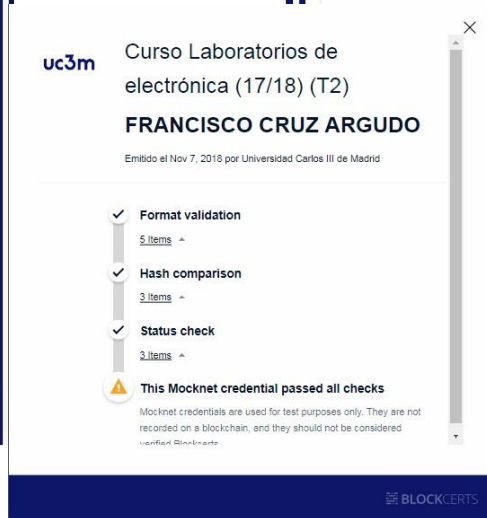 uc3m
Curso Laboratorios de
electrónica (17/18) (T2)
FRANCISCO CRUZ ARGUDO
Emitido el Nov 7, 2018 por Universidad Carlos III de Madrid
Format validation
5 Items
Hash comparison
3 Items
Status check
3 Items
This Mocknet credential passed all checks
Mocknet credentials are used for test purposes only. They are not
recorded on a blockchain, and they should not be considered
verified Blockcerts
BLOCKCERTS